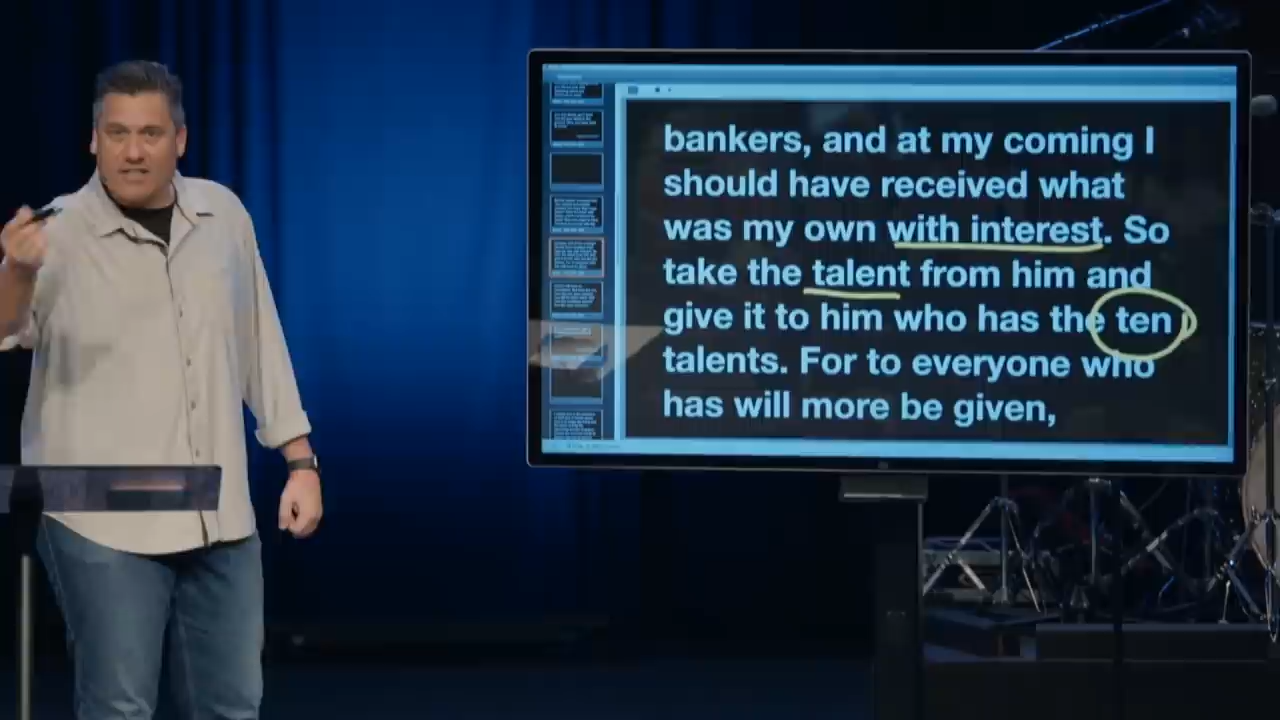 bankers, and at my coming I
should have received what
was my own with interest. So
take the talent from him and
give it to him who has the ten
talents. For to everyone who
has will more be given,